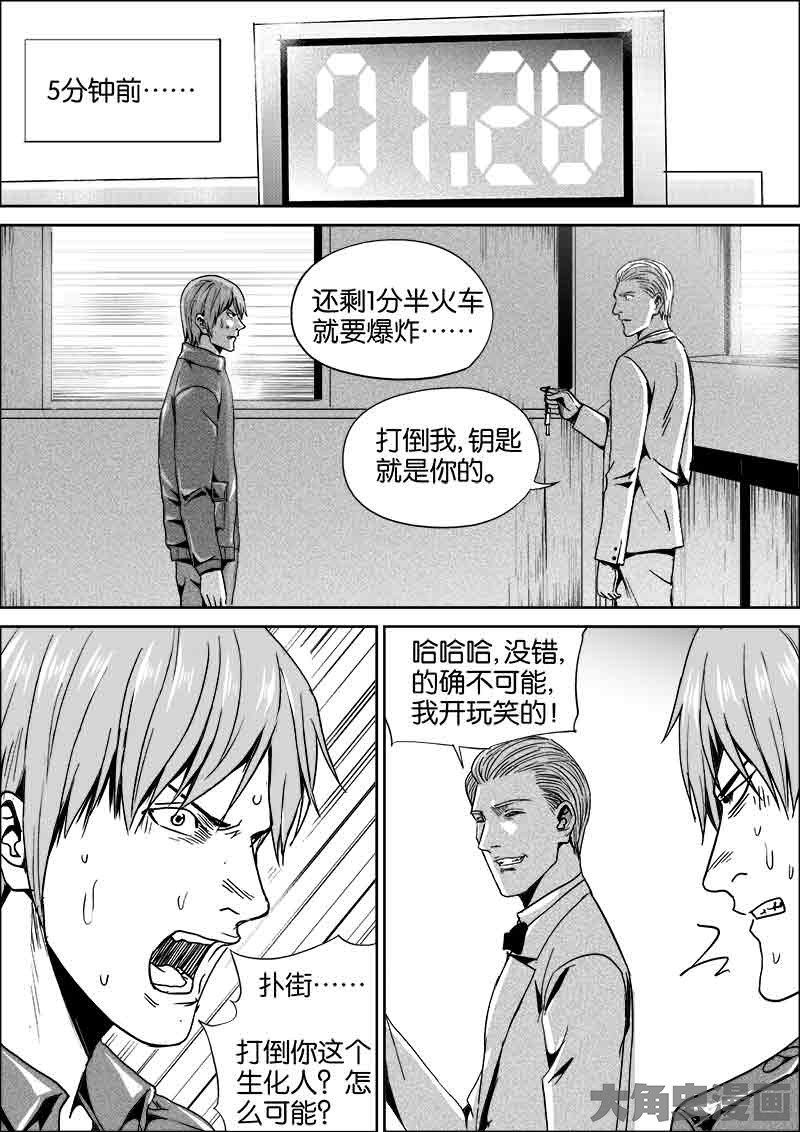 5分钟前……
01:28
还剩1分半火车
就要爆炸……
打倒我,钥匙
就是你的。
扑街……
打倒你这个
生化人?怎
么可能?
哈哈哈,没错,
的确不可能,
我开玩笑的!
大角虫漫画